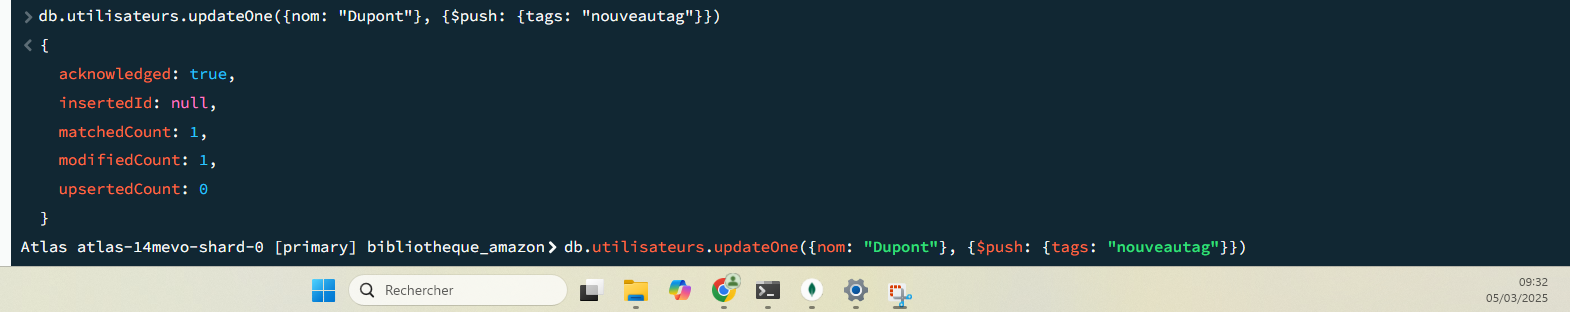 > db.utilisateurs.updateOne({nom: "Dupont"}, {$push: {tags: "nouveautag"}})
< {
acknowledged: true,
insertedId: null,
matchedCount: 1,
modifiedCount: 1,
upsertedCount: 0
}
Atlas atlas-14mevo-shard-0 [primary] bibliotheque_amazon> db.utilisateurs.updateOne({nom: "Dupont"}, {$push: {tags: "nouveautag"}})
Rechercher
09:32
05/03/2025